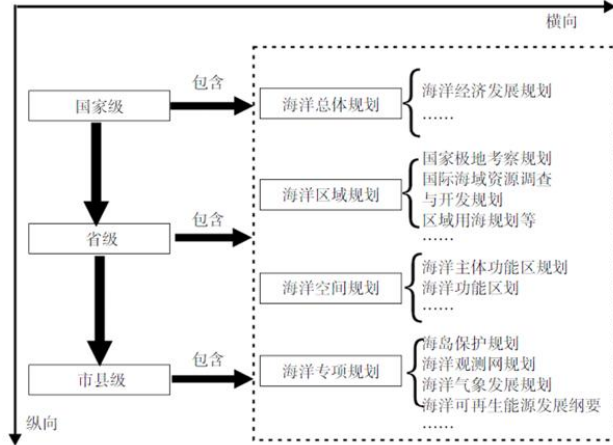 横向
国家级
包含
海洋总体规划
海洋经济发展规划
……
省级
包含
海洋区域规划
国家极地考察规划
国际海域资源调查
与开发规划
区域用海规划等
……
海洋空间规划
海洋主体功能区规划
海洋功能区划
……
市县级
包含
海洋专项规划
海岛保护规划
海洋观测网规划
海洋气象发展规划
海洋可再生能源发展纲要
……
纵向